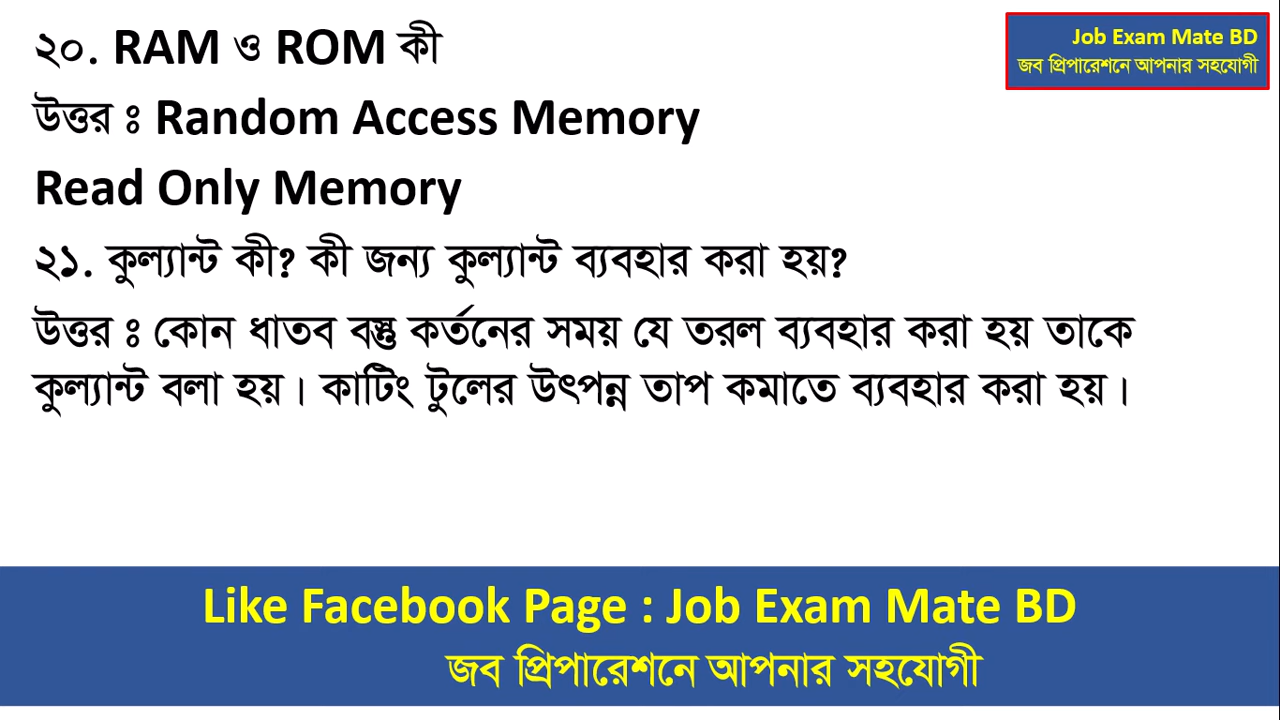 ২০. RAM ও ROM কী
Job Exam Mate BD
জব প্রিপারেশনে আপনার সহযোগী
উত্তর ঃ Random Access Memory
Read Only Memory
২১. কুল্যান্ট কী? কী জন্য কুল্যান্ট ব্যবহার করা হয়?
উত্তর ঃ কোন ধাতব বস্তু কর্তনের সময় যে তরল ব্যবহার করা হয় তাকে
কুল্যান্ট বলা হয়। কাটিং টুলের উৎপন্ন তাপ কমাতে ব্যবহার করা হয়।
Like Facebook Page : Job Exam Mate BD
জব প্রিপারেশনে আপনার সহযোগী